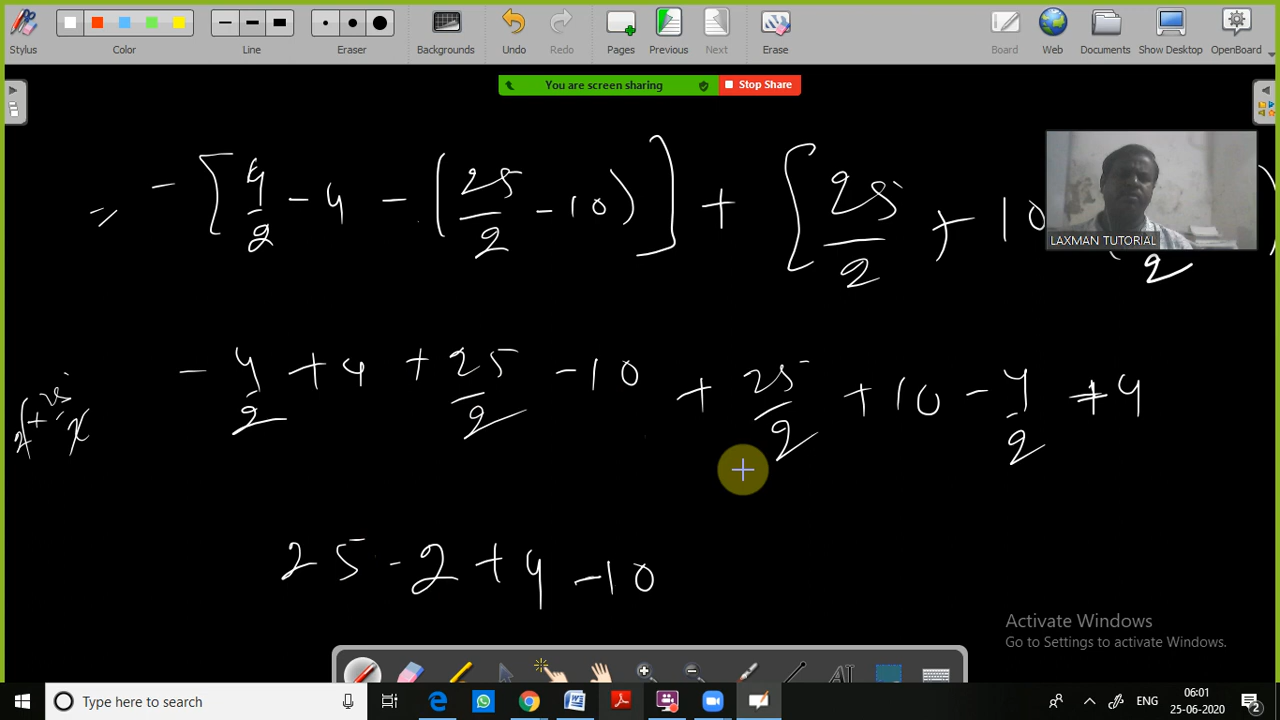 Stylus Color Line Eraser Backgrounds Undo Redo Pages Previous Next Erase Board Web Documents Show Desktop OpenBoard
You are screen sharing Stop Share
= - [4/2 - 4 - (25/2 - 10)] + [25/2 + 10
2
LAXMAN TUTORIAL
- 4/2 + 4 + 25/2 - 10 + 25/2 + 10 - 4/2 + 4
25 - 2 + 4 - 10
Activate Windows
Go to Settings to activate Windows.
Type here to search
ENG
06:01
25-06-2020
2